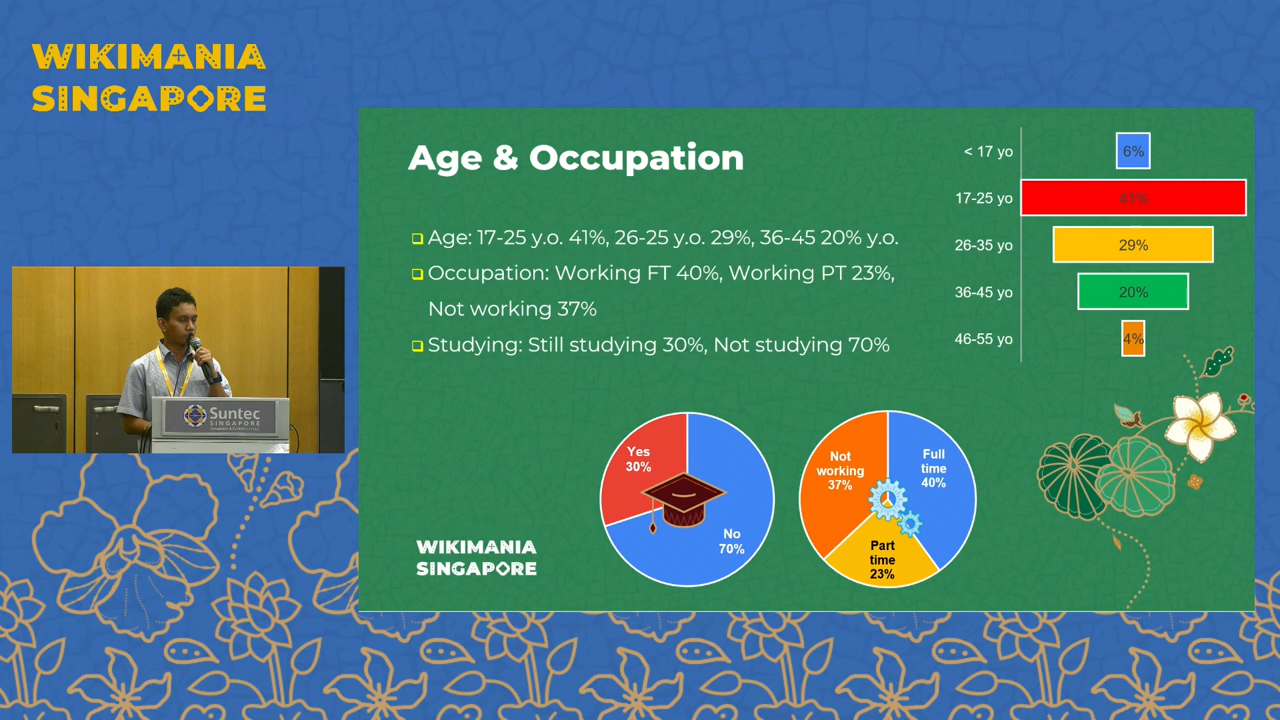 WIKIMANIA
SINGAPORE
Age & Occupation
Age: 17-25 y.o. 41%, 26-25 y.o. 29%, 36-45 20% y.o.
Occupation: Working FT 40%, Working PT 23%,
Not working 37%
Studying: Still studying 30%, Not studying 70%
< 17 yo
6%
17-25 yo
41%
26-35 yo
29%
36-45 yo
20%
46-55 yo
4%
Suntec
SINGAPORE
Yes
30%
No
70%
Not
working
37%
Full
time
40%
Part
time
23%
WIKIMANIA
SINGAPORE